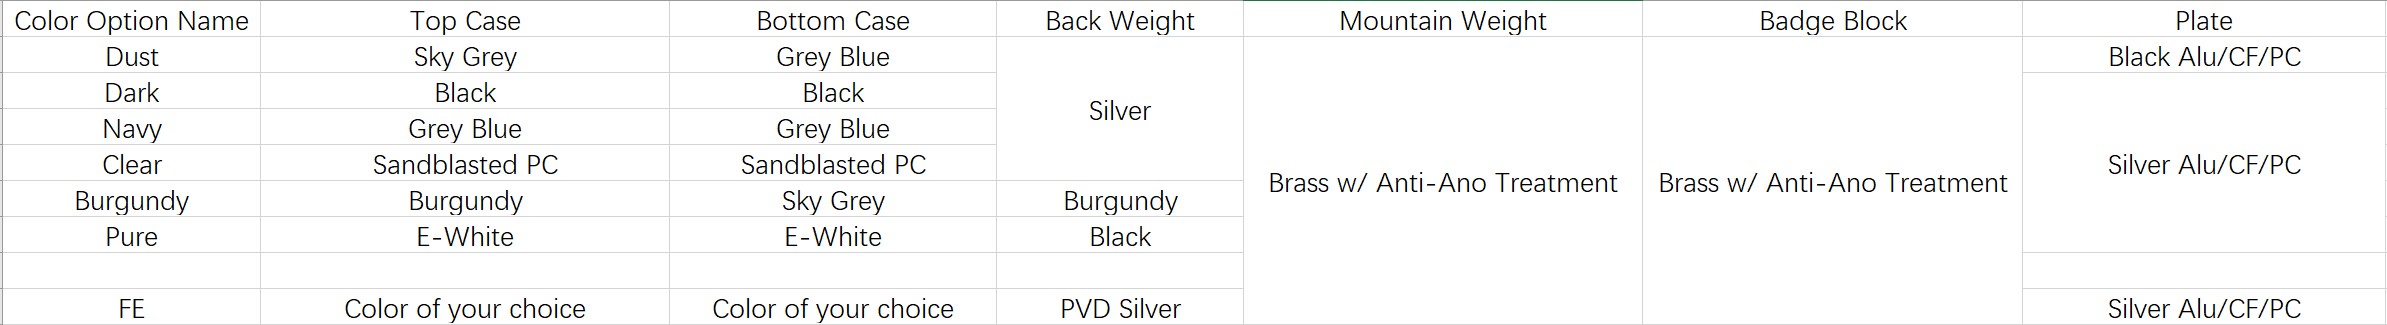 Color Option Name Top Case Bottom Case Back Weight Mountain Weight Badge Block Plate
Dust Sky Grey Grey Blue Black Alu/CF/PC
Dark Black Black
Silver
Navy Grey Blue Grey Blue
Clear Sandblasted PC Sandblasted PC Silver Alu/CF/PC
Brass w/ Anti-Ano Treatment Brass w/ Anti-Ano Treatment
Burgundy Burgundy Sky Grey Burgundy
Pure E-White E-White Black
FE Color of your choice Color of your choice PVD Silver Silver Alu/CF/PC